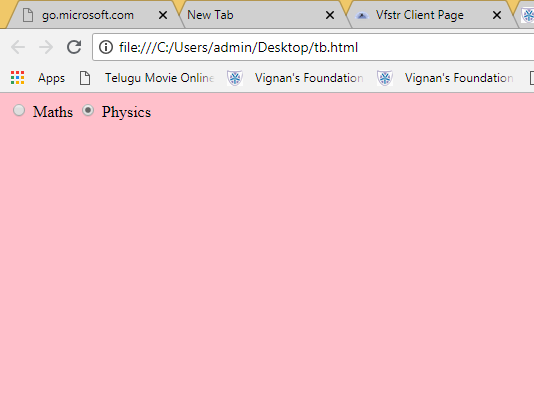 go.microsoft.com New Tab Vfstr Client Page
file:///C:/Users/admin/Desktop/tb.html
Apps Telugu Movie Online Vignan's Foundation Vignan's Foundation
Maths Physics